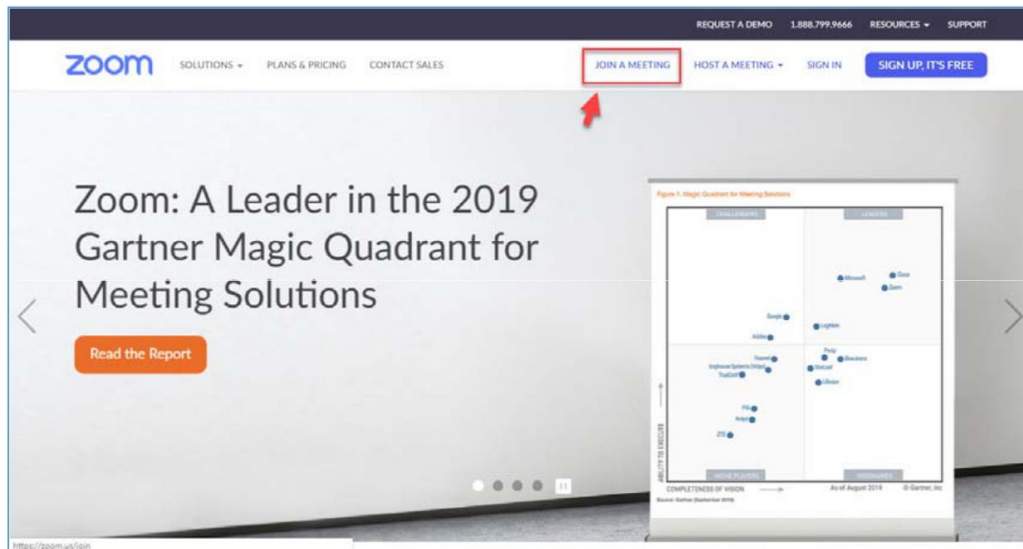 REQUEST A DEMO 1.888.799.9666 RESOURCES SUPPORT
zoom SOLUTIONS PLANS & PRICING CONTACT SALES JOIN A MEETING HOST A MEETING SIGN IN SIGN UP, IT'S FREE
Zoom: A Leader in the 2019
Gartner Magic Quadrant for
Meeting Solutions
Read the Report
Figure 1. Magic Quadrant for Meeting Solutions
CHALLENGERS LEADERS
Microsoft Cisco
Zoom
Google
LogMeIn
Adobe
Huawei
Pexip
BlueJeans
StarLeaf
Lifesize
PGi
Avaya
ZTE
ABILITY TO EXECUTE
NICHE PLAYERS VISIONARIES
COMPLETENESS OF VISION As of August 2019 © Gartner, Inc
Source: Gartner (September 2019)
https://zoom.us/join